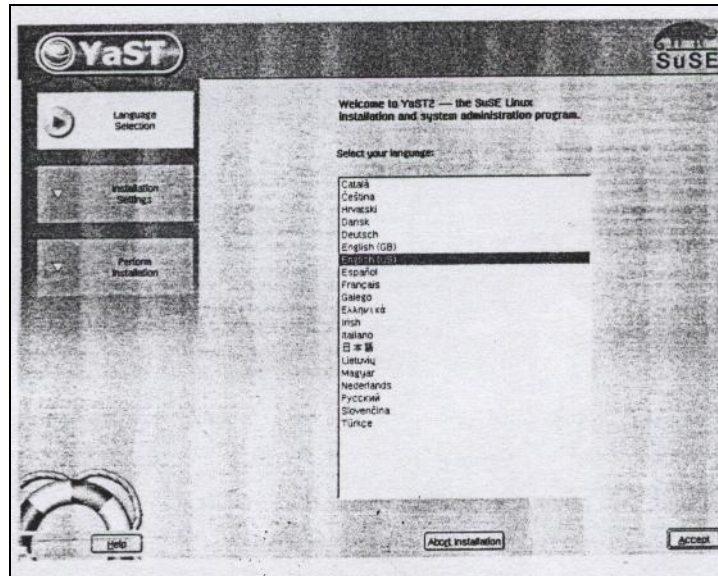 YaST
SuSE
Language
Selection
Installation
Settings
Perform
Installation
Welcome to YaST2 — the SuSE Linux
Installation and system administration program.
Select your language:
Català
Čeština
Hrvatski
Dansk
Deutsch
English (GB)
English (US)
Español
Français
Galego
Ελληνικά
Irish
Italiano
日本語
Lietuvių
Magyar
Nederlands
Русский
Slovenčina
Türkçe
Help
Abort Installation
Accept